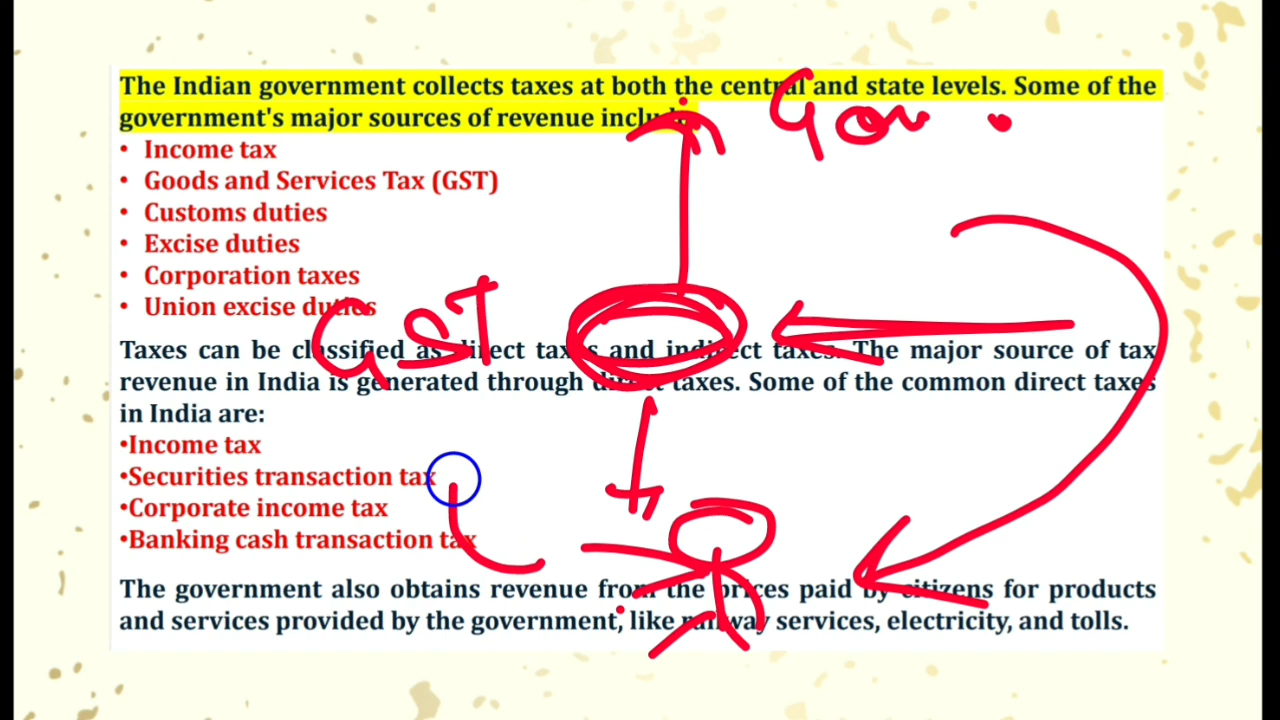 The Indian government collects taxes at both the central and state levels. Some of the
government's major sources of revenue include
Gov.
• Income tax
• Goods and Services Tax (GST)
• Customs duties
• Excise duties
• Corporation taxes
• Union excise duties
GST
Taxes can be classified as direct taxes and indirect taxes. The major source of tax
revenue in India is generated through direct taxes. Some of the common direct taxes
in India are:
•Income tax
•Securities transaction tax
•Corporate income tax
•Banking cash transaction tax
The government also obtains revenue from the prices paid by citizens for products
and services provided by the government, like railway services, electricity, and tolls.